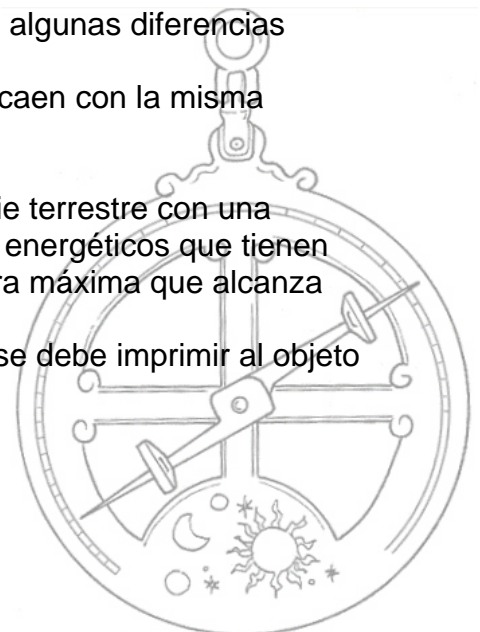 algunas diferencias
caen con la misma
ie terrestre con una
energéticos que tienen
ra máxima que alcanza
se debe imprimir al objeto